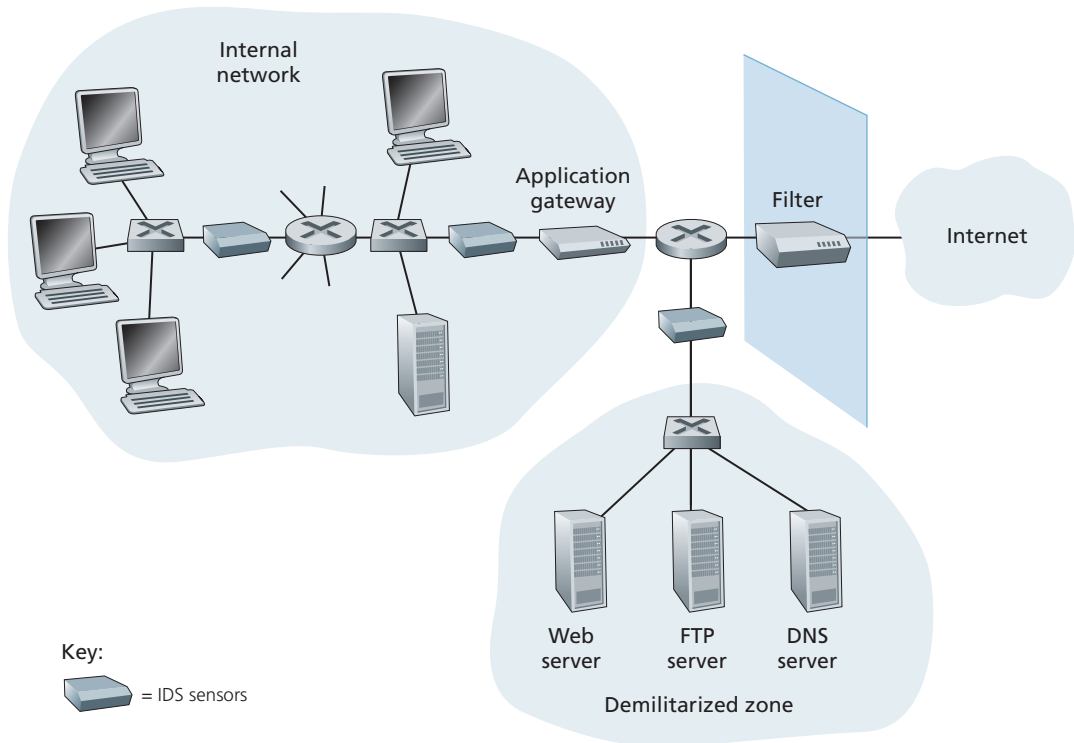 Internal
network
Application
gateway
Filter
Internet
Web
server
FTP
server
DNS
server
Demilitarized zone
Key:
= IDS sensors